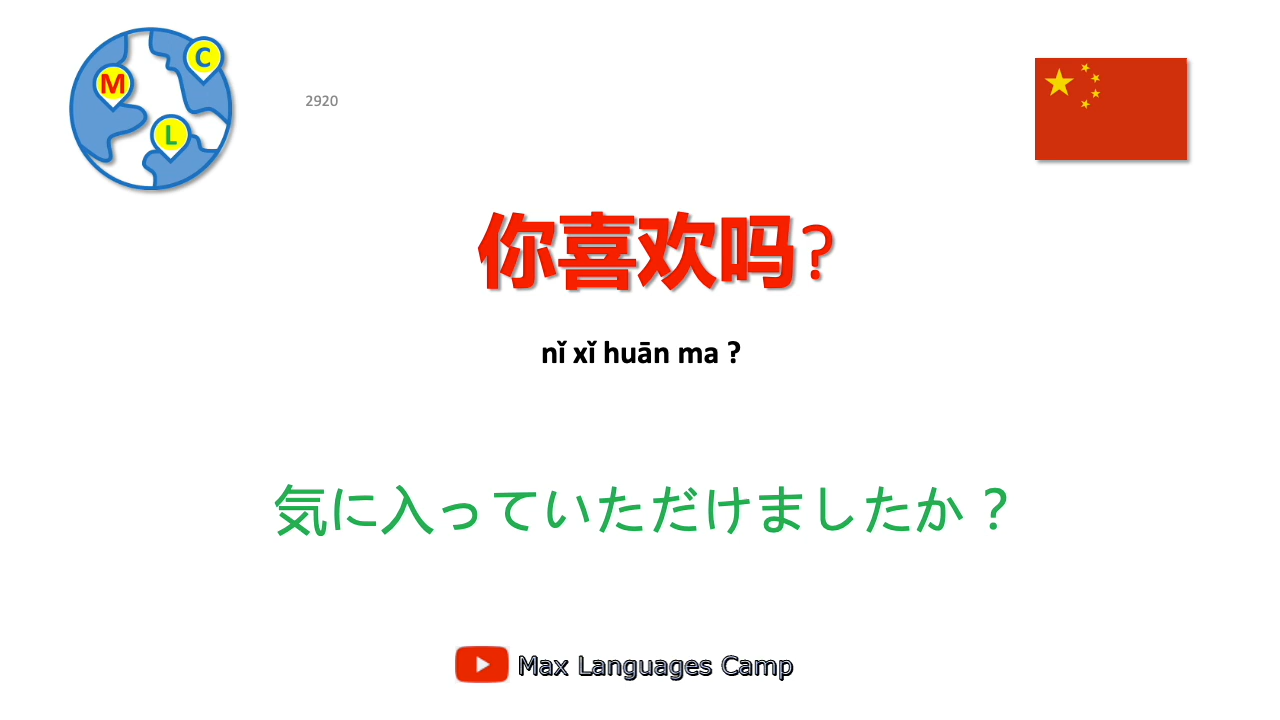 M
C
L
2920
你喜欢吗?
nǐ xǐ huān ma ?
気に入っていただけましたか？
Max Languages Camp